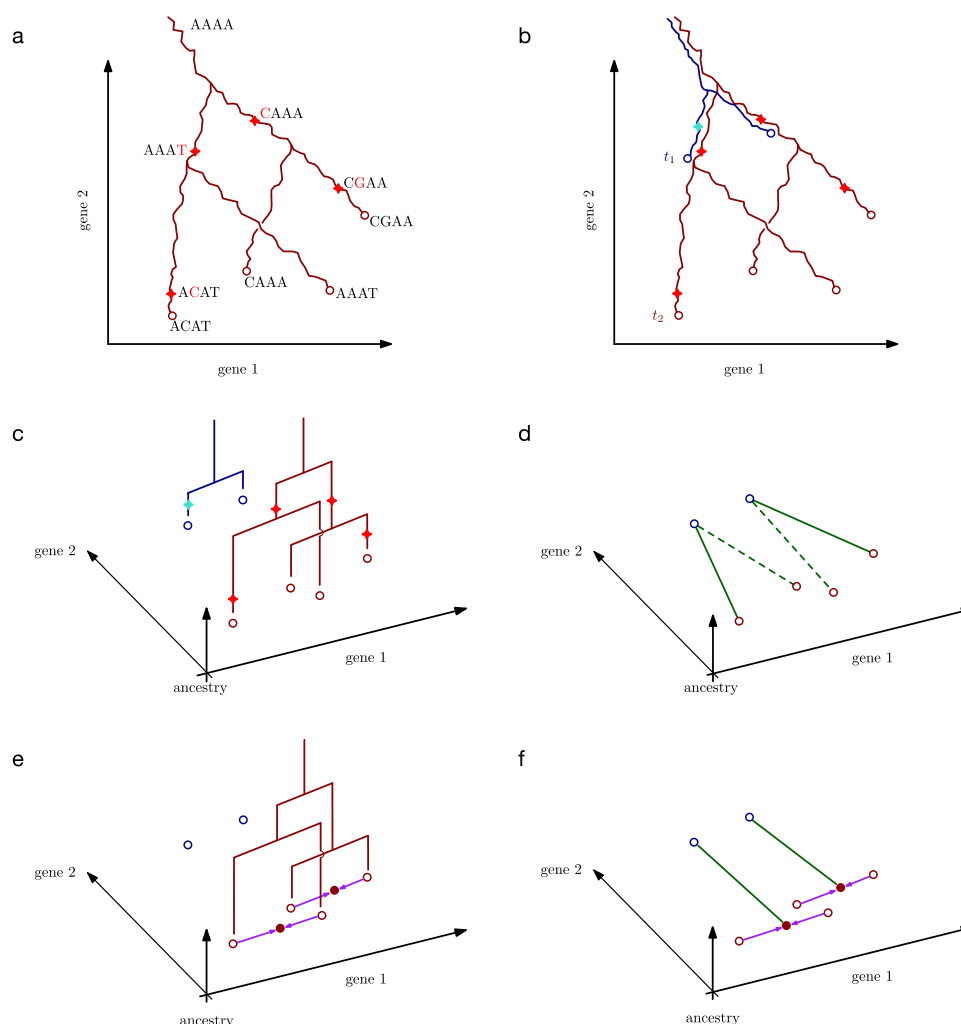 a
AAAA
CAAA
AAAT
CGAA
CGAA
CAAA
AAAT
ACAT
ACAT
gene 2
gene 1
b
t1
t2
gene 2
gene 1
c
gene 2
gene 1
ancestry
d
gene 2
gene 1
ancestry
e
gene 2
gene 1
ancestry
f
gene 2
gene 1
ancestry